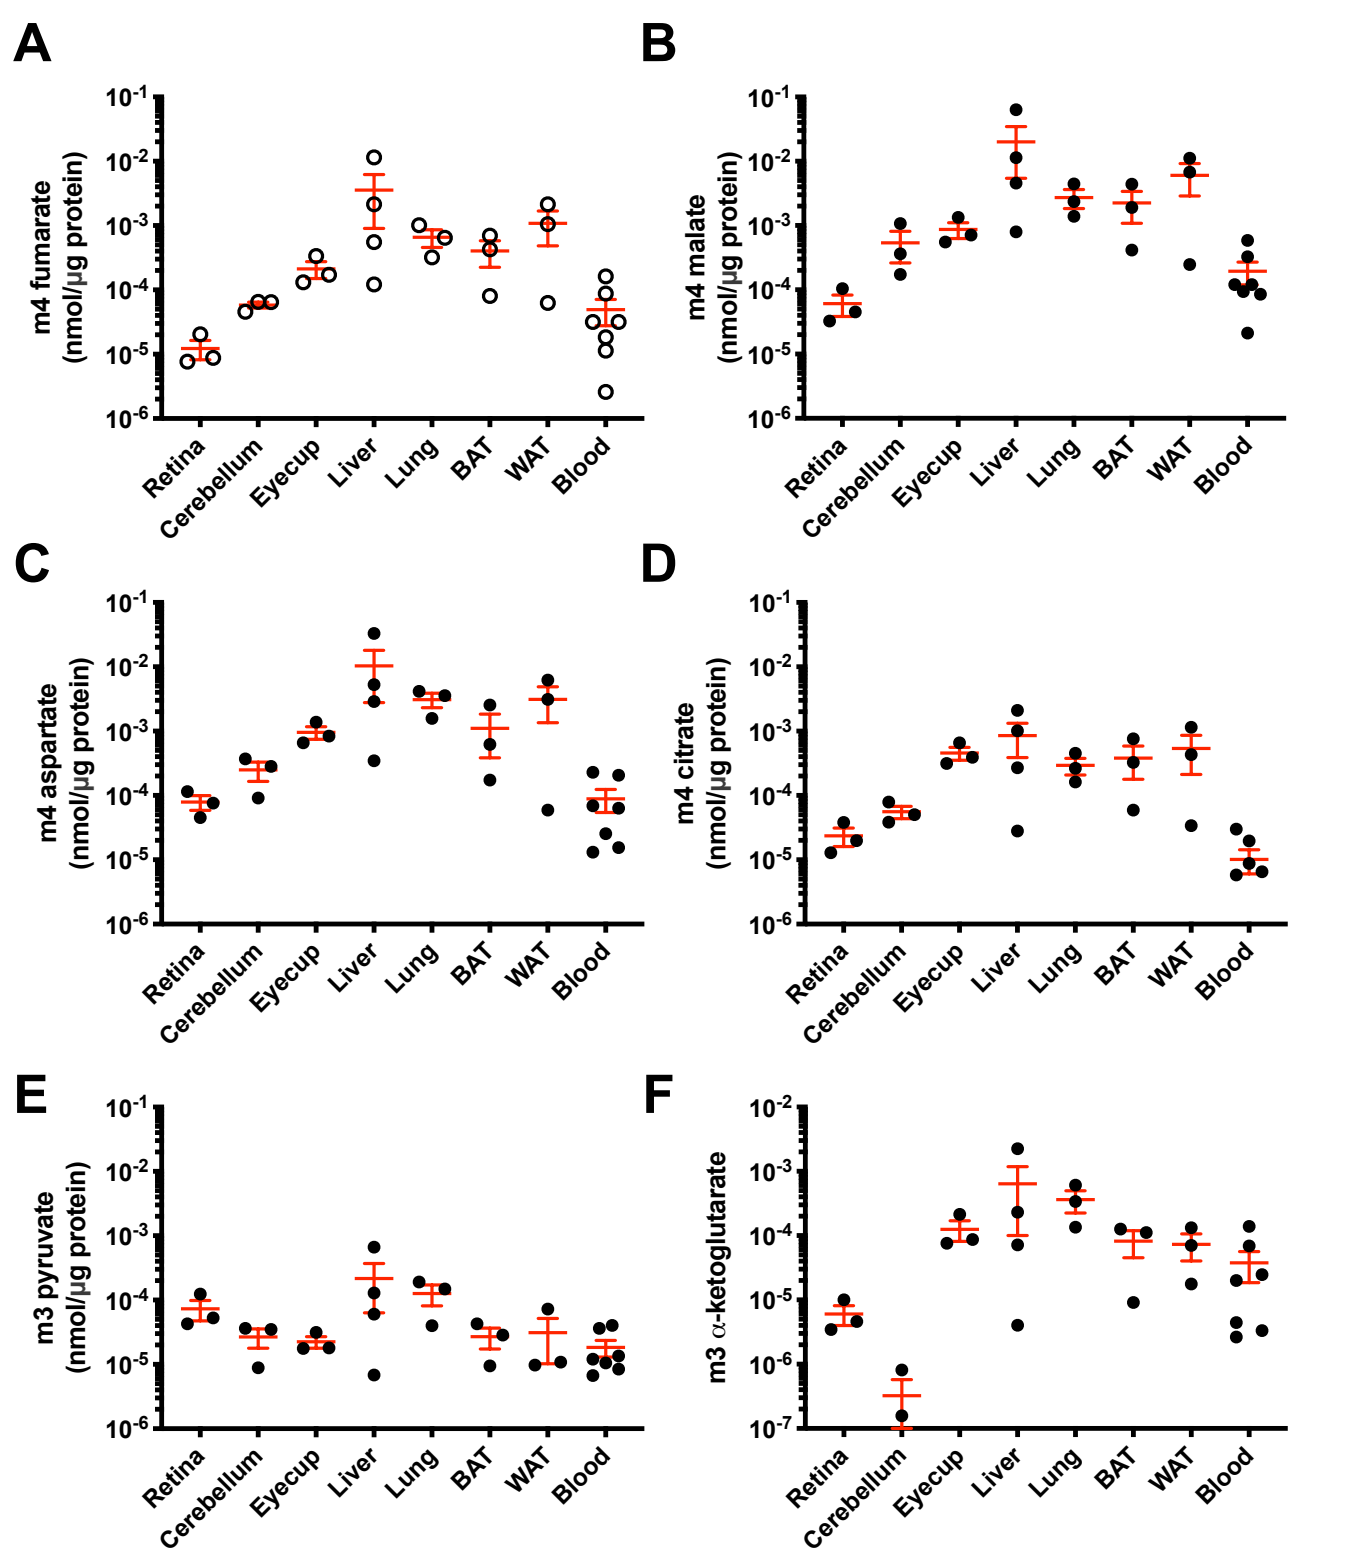 A
m4 fumarate
(nmol/µg protein)
10-1
10-2
10-3
10-4
10-5
10-6
Retina
Cerebellum
Eyecup
Liver
Lung
BAT
WAT
Blood
B
m4 malate
(nmol/µg protein)
10-1
10-2
10-3
10-4
10-5
10-6
Retina
Cerebellum
Eyecup
Liver
Lung
BAT
WAT
Blood
C
m4 aspartate
(nmol/µg protein)
10-1
10-2
10-3
10-4
10-5
10-6
Retina
Cerebellum
Eyecup
Liver
Lung
BAT
WAT
Blood
D
m4 citrate
(nmol/µg protein)
10-1
10-2
10-3
10-4
10-5
10-6
Retina
Cerebellum
Eyecup
Liver
Lung
BAT
WAT
Blood
E
m3 pyruvate
(nmol/µg protein)
10-1
10-2
10-3
10-4
10-5
10-6
Retina
Cerebellum
Eyecup
Liver
Lung
BAT
WAT
Blood
F
m3 α-ketoglutarate
10-2
10-3
10-4
10-5
10-6
10-7
Retina
Cerebellum
Eyecup
Liver
Lung
BAT
WAT
Blood